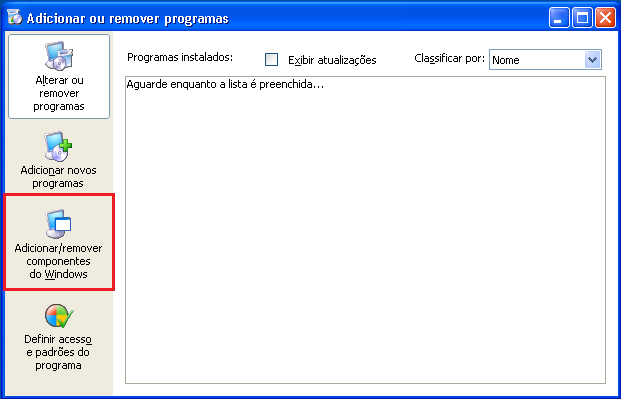 Adicionar ou remover programas
Alterar ou
remover
programas
Adicionar novos
programas
Adicionar/remover
componentes
do Windows
Definir acesso
e padrões do
programa
Programas instalados:
Exibir atualizações
Classificar por:
Nome
Aguarde enquanto a lista é preenchida...